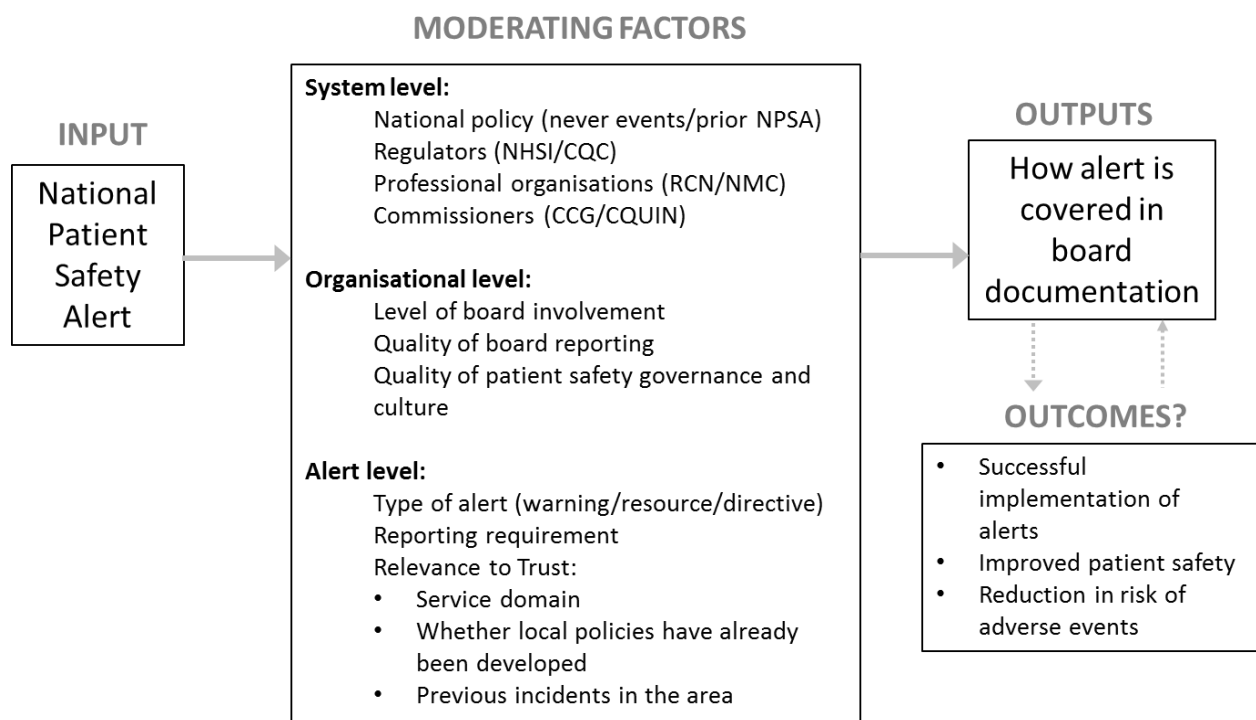 MODERATING FACTORS
INPUT
National
Patient
Safety
Alert
System level:
National policy (never events/prior NPSA)
Regulators (NHSI/CQC)
Professional organisations (RCN/NMC)
Commissioners (CCG/CQUIN)
Organisational level:
Level of board involvement
Quality of board reporting
Quality of patient safety governance and
culture
Alert level:
Type of alert (warning/resource/directive)
Reporting requirement
Relevance to Trust:
• Service domain
• Whether local policies have already
been developed
• Previous incidents in the area
OUTPUTS
How alert is
covered in
board
documentation
OUTCOMES?
• Successful
implementation of
alerts
• Improved patient safety
• Reduction in risk of
adverse events